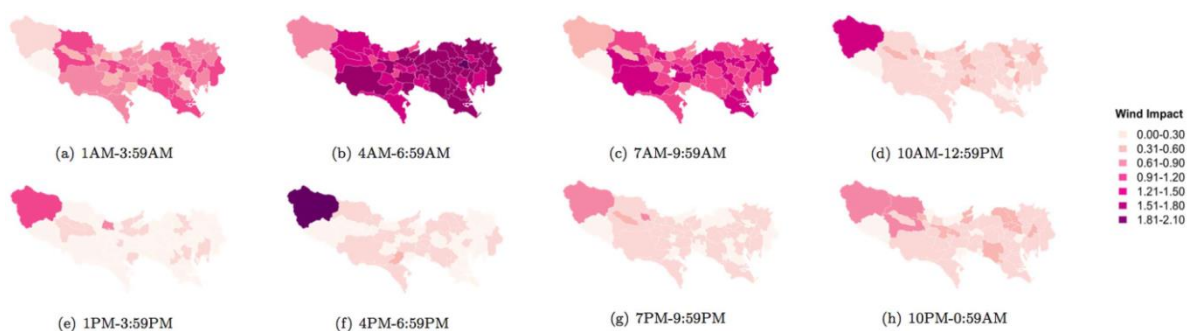 (a) 1AM-3:59AM
(b) 4AM-6:59AM
(c) 7AM-9:59AM
(d) 10AM-12:59PM
(e) 1PM-3:59PM
(f) 4PM-6:59PM
(g) 7PM-9:59PM
(h) 10PM-0:59AM
Wind Impact
0.00-0.30
0.31-0.60
0.61-0.90
0.91-1.20
1.21-1.50
1.51-1.80
1.81-2.10